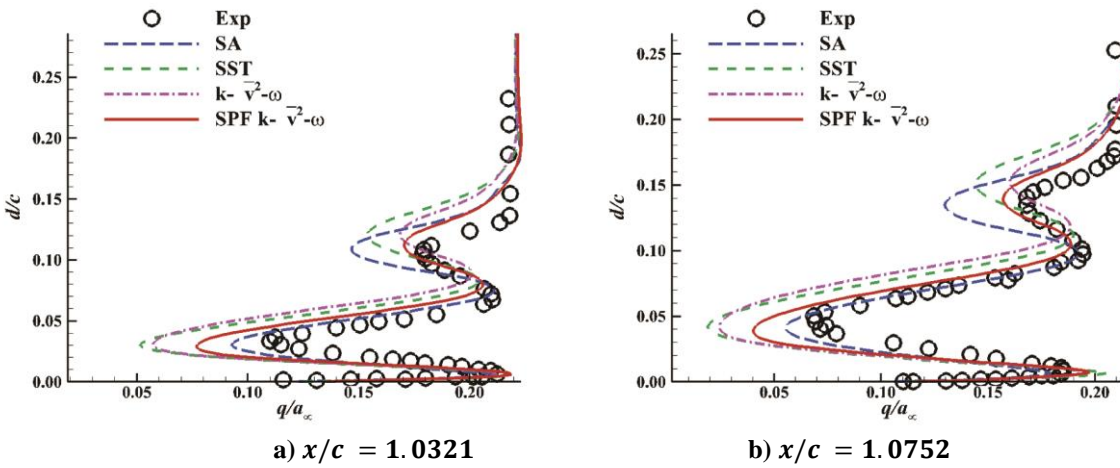 Exp
SA
SST
k- v̅²-ω
SPF k- v̅²-ω
0.25
0.20
0.15
0.10
0.05
0.00
d/c
0.05
0.10
0.15
0.20
q/a∞
a) x/c = 1.0321
Exp
SA
SST
k- v̅²-ω
SPF k- v̅²-ω
0.25
0.20
0.15
0.10
0.05
0.00
d/c
0.05
0.10
0.15
0.20
q/a∞
b) x/c = 1.0752